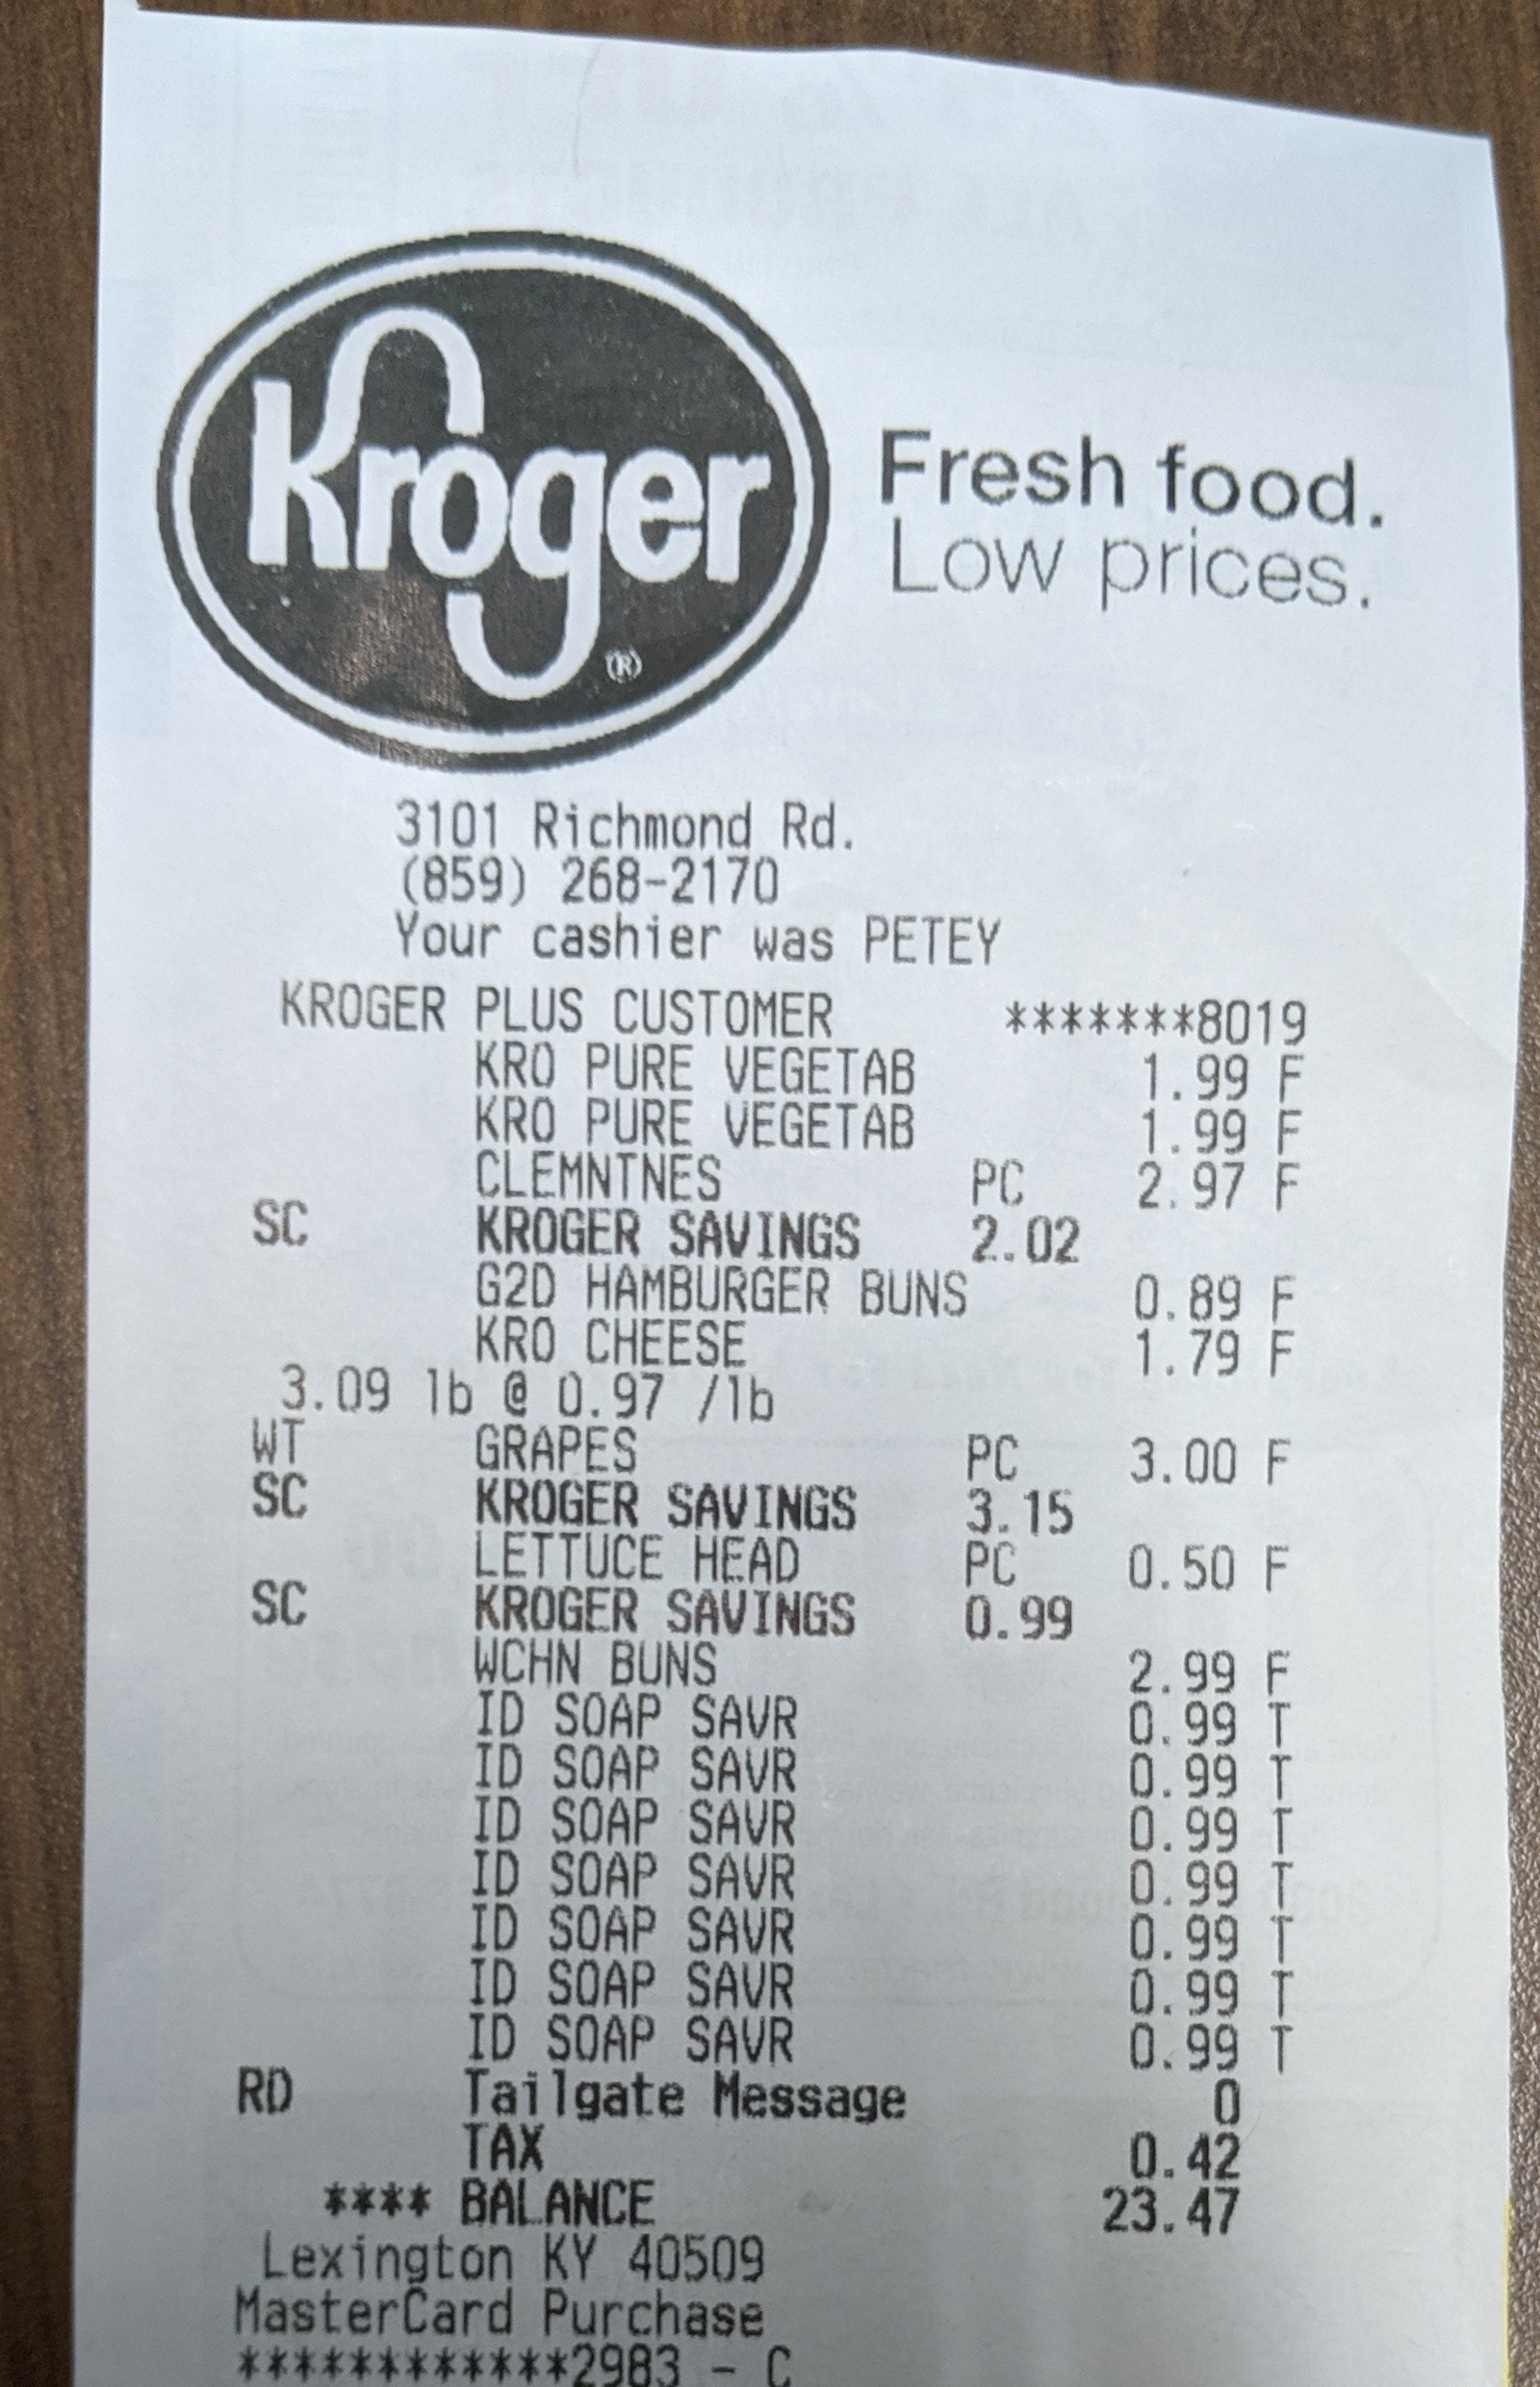 Kroger
®
Fresh food.
Low prices.
3101 Richmond Rd.
(859) 268-2170
Your cashier was PETEY
KROGER PLUS CUSTOMER *******8019
KRO PURE VEGETAB 1.99 F
KRO PURE VEGETAB 1.99 F
CLEMNTNES PC 2.97 F
SC KROGER SAVINGS 2.02
G2D HAMBURGER BUNS 0.89 F
KRO CHEESE 1.79 F
3.09 lb @ 0.97 /lb
WT GRAPES PC 3.00 F
SC KROGER SAVINGS 3.15
LETTUCE HEAD PC 0.50 F
SC KROGER SAVINGS 0.99
WCHN BUNS 2.99 F
ID SOAP SAVR 0.99 T
ID SOAP SAVR 0.99 T
ID SOAP SAVR 0.99 T
ID SOAP SAVR 0.99 T
ID SOAP SAVR 0.99 T
ID SOAP SAVR 0.99 T
ID SOAP SAVR 0.99 T
RD Tailgate Message 0
TAX 0.42
**** BALANCE 23.47
Lexington KY 40509
MasterCard Purchase
************2983 - C